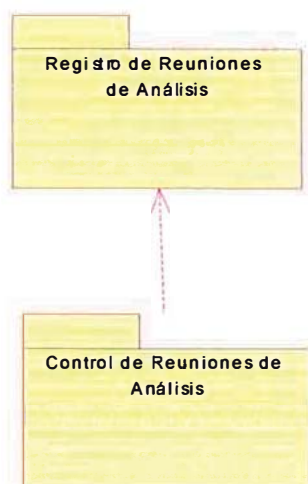 Registro de Reuniones
de Análisis
Control de Reuniones de
Análisis